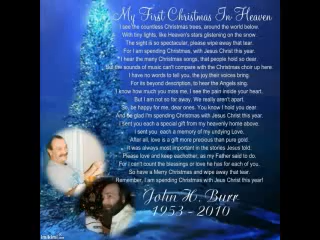 My First Christmas In Heaven
I see the countless Christmas trees, around the world below.
With tiny lights, like Heaven's stars glistening on the snow.
The sight is so spectacular, please wipe away that tear.
For I am spending Christmas, with Jesus Christ this year.
I hear the many Christmas songs, that people hold so dear.
but the sounds of music can't compare with the Christmas choir up here.
I have no words to tell you, the joy their voices bring.
For its beyond description, to hear the Angels sing.
I know how much you miss me, I see the pain inside your heart.
But I am not so far away. We really aren't apart.
So, be happy for me, dear ones. You know I hold you dear.
And be glad I'm spending Christmas with Jesus Christ this year.
I sent you each a special gift from my heavenly home above.
I sent you each a memory of my undying Love.
After all, love is a gift more precious than pure gold.
It was always most important in the stories Jesus told.
Please love and keep eachother, as my Father said to do.
For I can't count the blessings or love he has for each of you.
So have a Merry Christmas and wipe away that tear.
Remember, I am spending Christmas with Jesus Christ this year!
John H. Burr
1953 - 2010